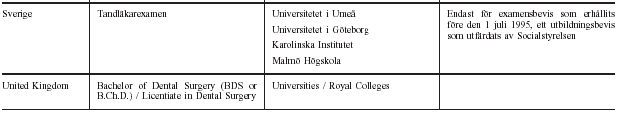 Sverige
Tandläkarexamen
Universitetet i Umeå
Universitetet i Göteborg
Karolinska Institutet
Malmö Högskola
Endast för examensbevis som erhållits
före den 1 juli 1995, ett utbildningsbevis
som utfärdats av Socialstyrelsen
United Kingdom
Bachelor of Dental Surgery (BDS or
B.Ch.D.) / Licentiate in Dental Surgery
Universities / Royal Colleges